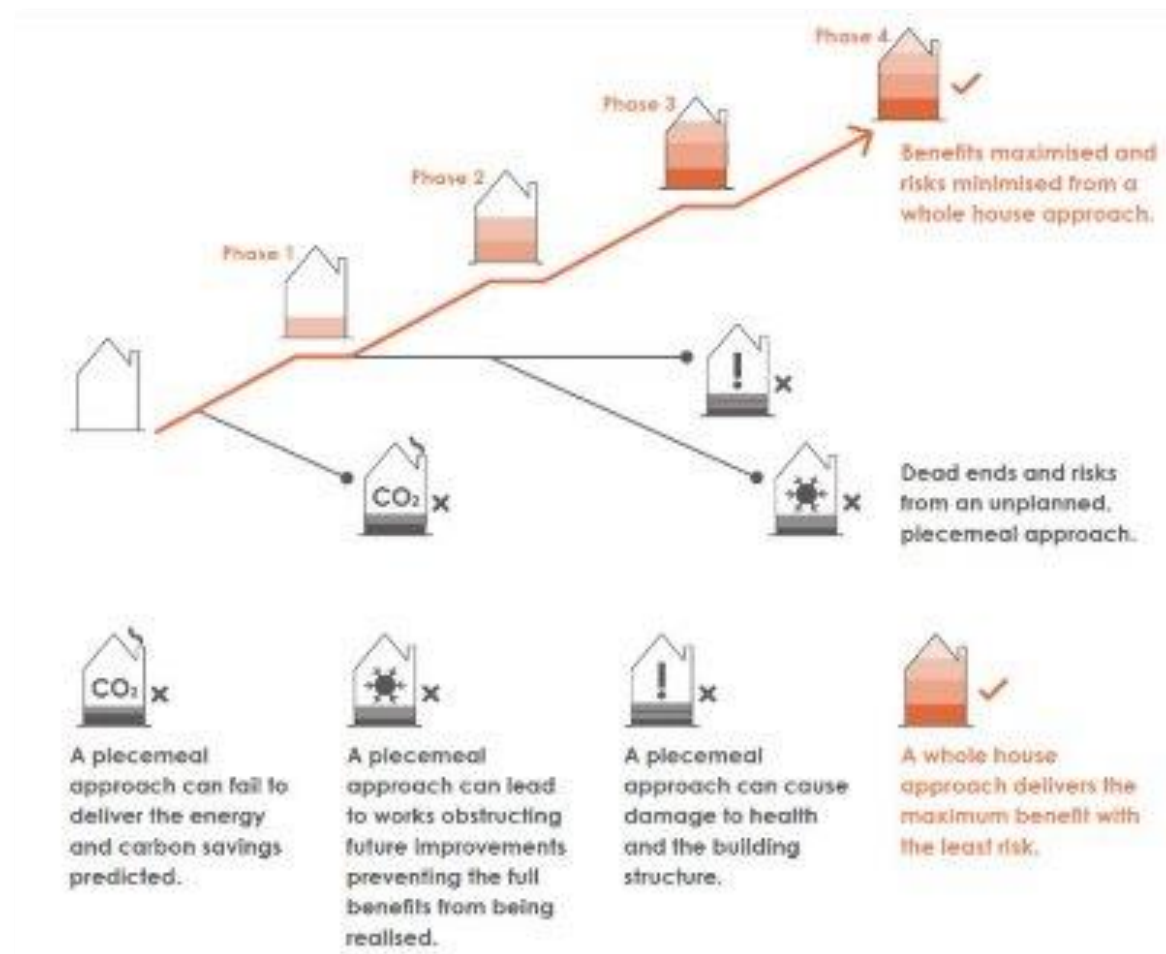 Phase 4
Phase 3
Benefits maximised and
risks minimised from a
whole house approach.
Phase 2
Phase 1
!
CO₂
Dead ends and risks
from an unplanned,
piecemeal approach.
CO₂
!
A piecemeal
approach can fail to
deliver the energy
and carbon savings
predicted.
A piecemeal
approach can lead
to works obstructing
future improvements
preventing the full
benefits from being
realised.
A piecemeal
approach can cause
damage to health
and the building
structure.
A whole house
approach delivers the
maximum benefit with
the least risk.